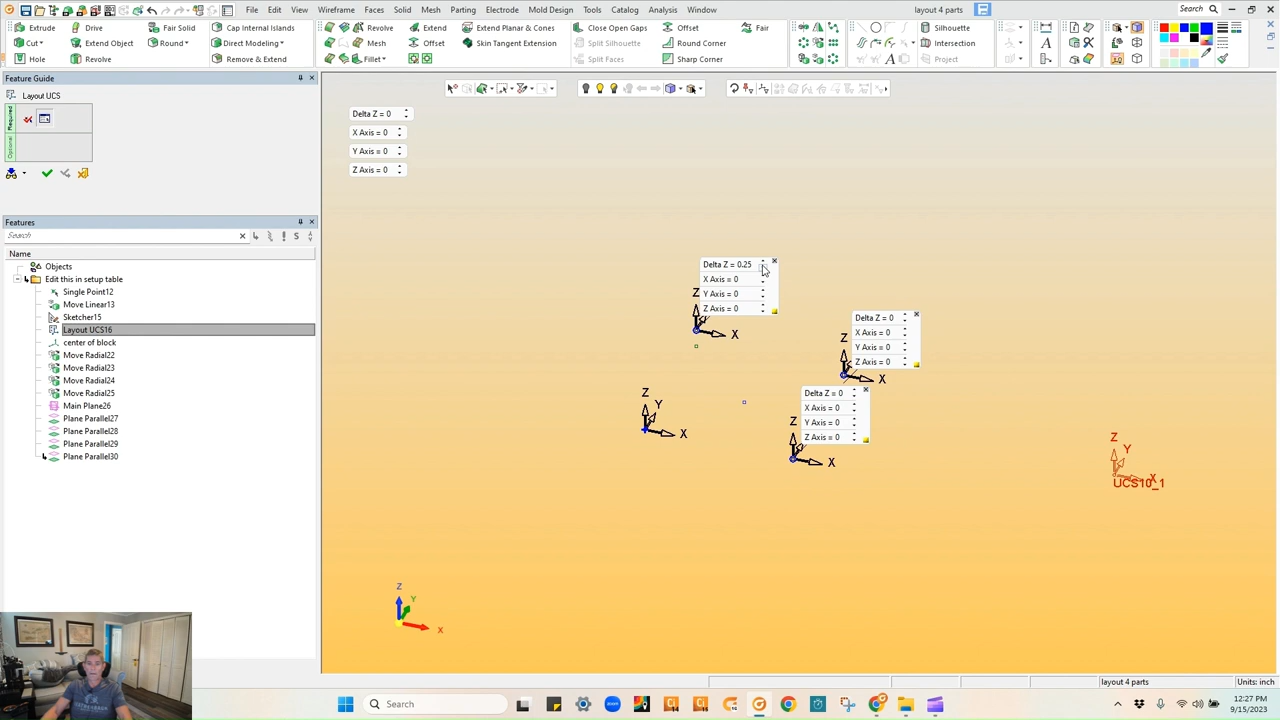 File Edit View Wireframe Faces Solid Mesh Parting Electrode Mold Design Tools Catalog Analysis Window layout 4 parts Search
Extrude Drive Fair Solid Cap Internal Islands Extend Planar & Cones Close Open Gaps Offset Fair Silhouette
Cut Extend Object Round Direct Modeling Mesh Offset Split Silhouette Round Corner Intersection
Hole Revolve Fillet Remove & Extend Skin Tangent Extension Split Faces Sharp Corner Project
Feature Guide
Layout UCS
Required
Optional
Features
Search
Name
Objects
Edit this in setup table
Single Point12
Move Linear13
Sketcher15
Layout UCS16
center of block
Move Radial22
Move Radial23
Move Radial24
Move Radial25
Main Plane26
Plane Parallel27
Plane Parallel28
Plane Parallel29
Plane Parallel30
Delta Z = 0
X Axis = 0
Y Axis = 0
Z Axis = 0
Delta Z = 0.25
X Axis = 0
Y Axis = 0
Z Axis = 0
Z
X
Delta Z = 0
X Axis = 0
Y Axis = 0
Z Axis = 0
Z
X
Delta Z = 0
X Axis = 0
Y Axis = 0
Z Axis = 0
Z
X
Z
Y
X
Z
Y
X
UCS10_1
Z
Y
X
layout 4 parts Units: inch
Search
12:27 PM
9/15/2023